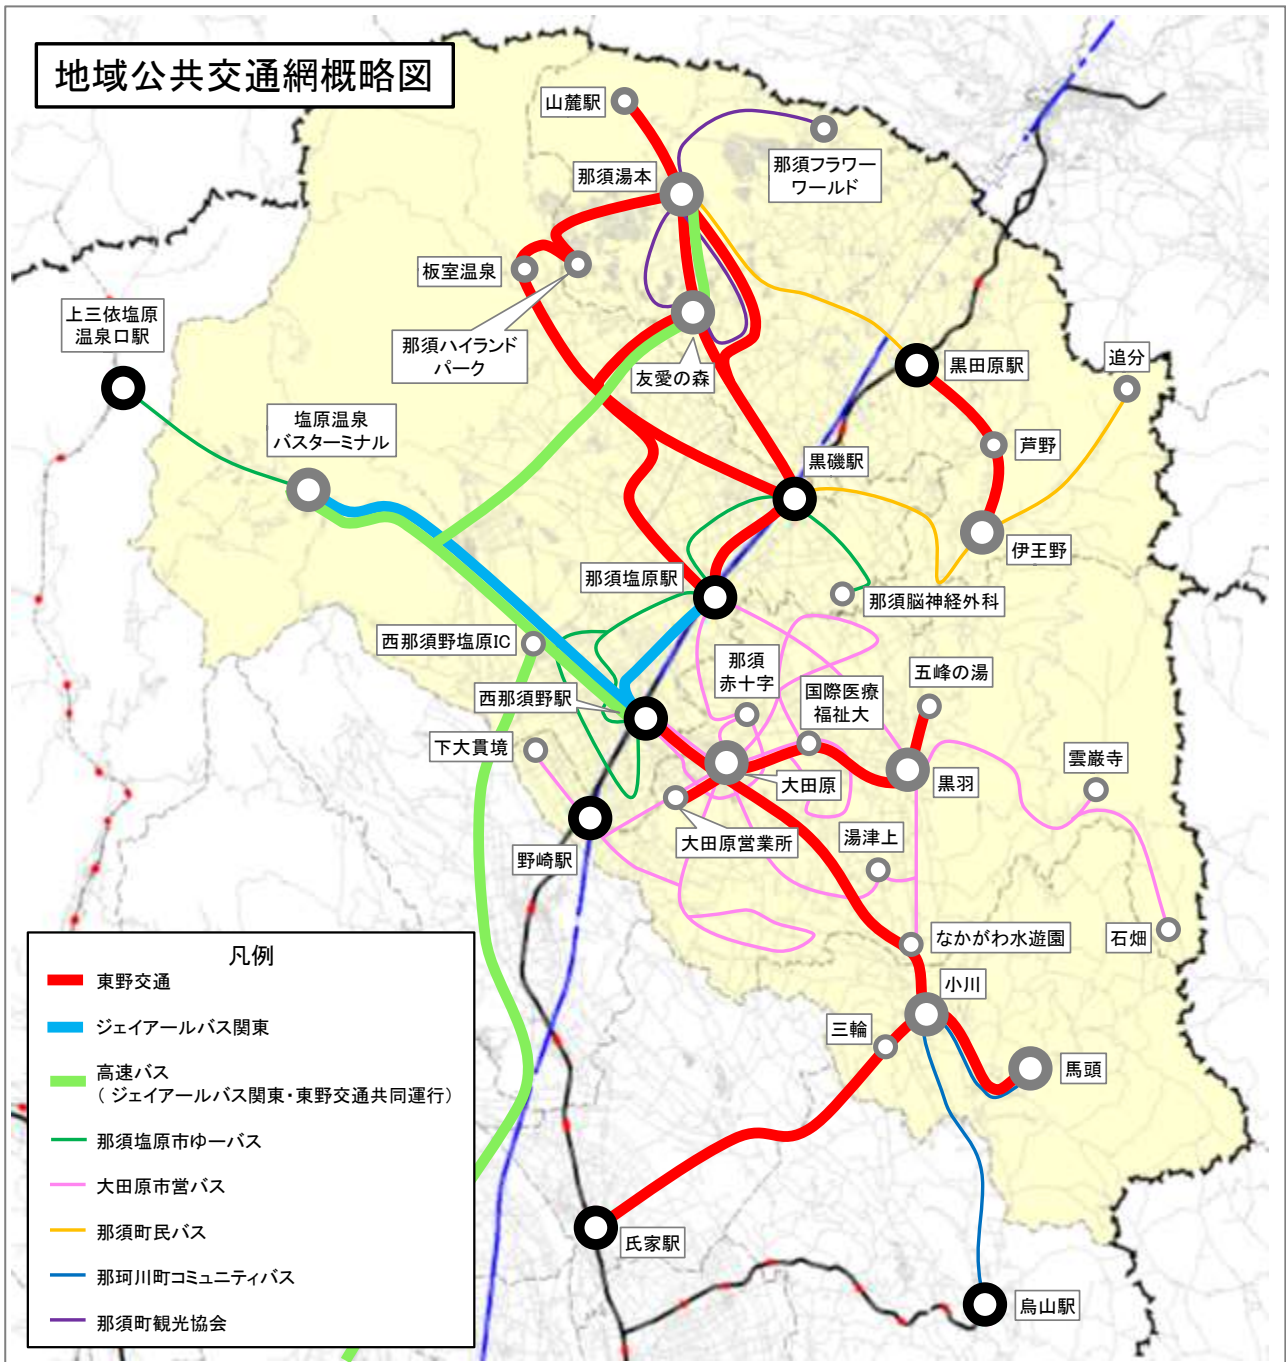 地域公共交通網概略図
山麓駅
那須フラワー
ワールド
那須湯本
板室温泉
上三依塩原
温泉口駅
那須ハイランド
パーク
友愛の森
黒田原駅
追分
塩原温泉
バスターミナル
芦野
黒磯駅
伊王野
那須塩原駅
那須脳神経外科
西那須野塩原IC
那須
赤十字
国際医療
福祉大
五峰の湯
西那須野駅
下大貫境
雲巌寺
大田原
黒羽
大田原営業所
湯津上
野崎駅
なかがわ水遊園
石畑
小川
三輪
馬頭
氏家駅
烏山駅
凡例
東野交通
ジェイアールバス関東
高速バス
（ ジェイアールバス関東・東野交通共同運行）
那須塩原市ゆーバス
大田原市営バス
那須町民バス
那珂川町コミュニティバス
那須町観光協会